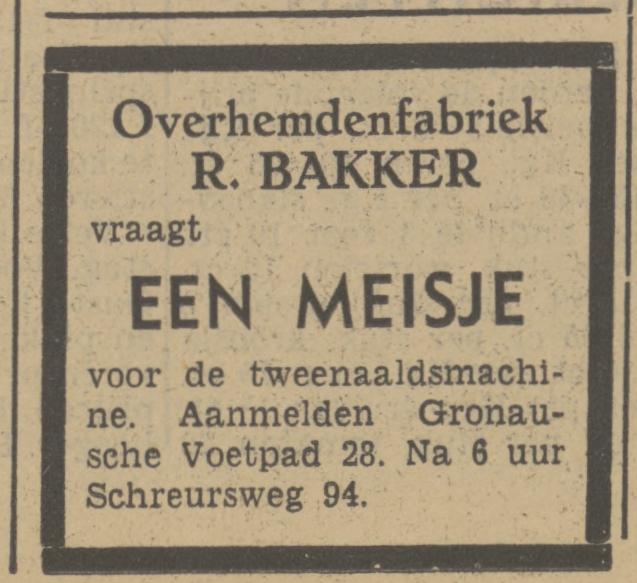 Overhemdenfabriek
R. BAKKER
vraagt
EEN MEISJE
voor de tweenaaldsmachi-
ne. Aanmelden Gronau-
sche Voetpad 28. Na 6 uur
Schreursweg 94.